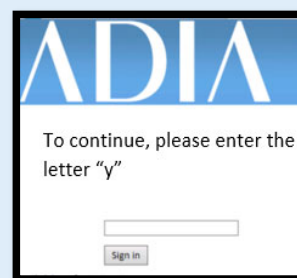 ADIA
To continue, please enter the
letter “y”
Sign in